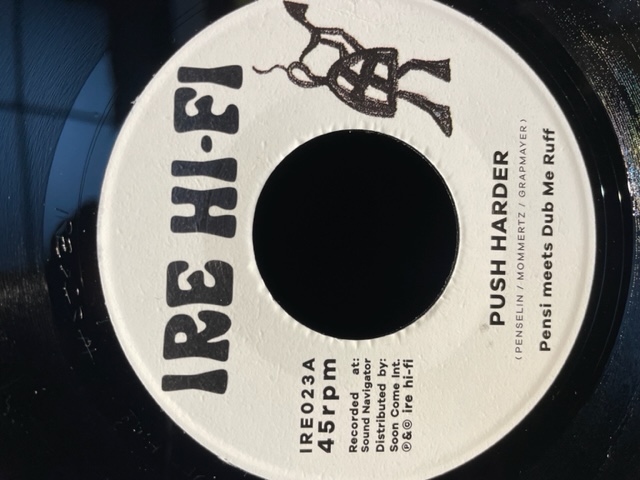 IRE HI-FI
IRE023A
45rpm
Recorded at:
Sound Navigator
Distributed by:
Soon Come Int.
℗&© ire hi-fi
PUSH HARDER
(PENSELIN / MOMMERTZ / GRAPMAYER)
Pensi meets Dub Me Ruff